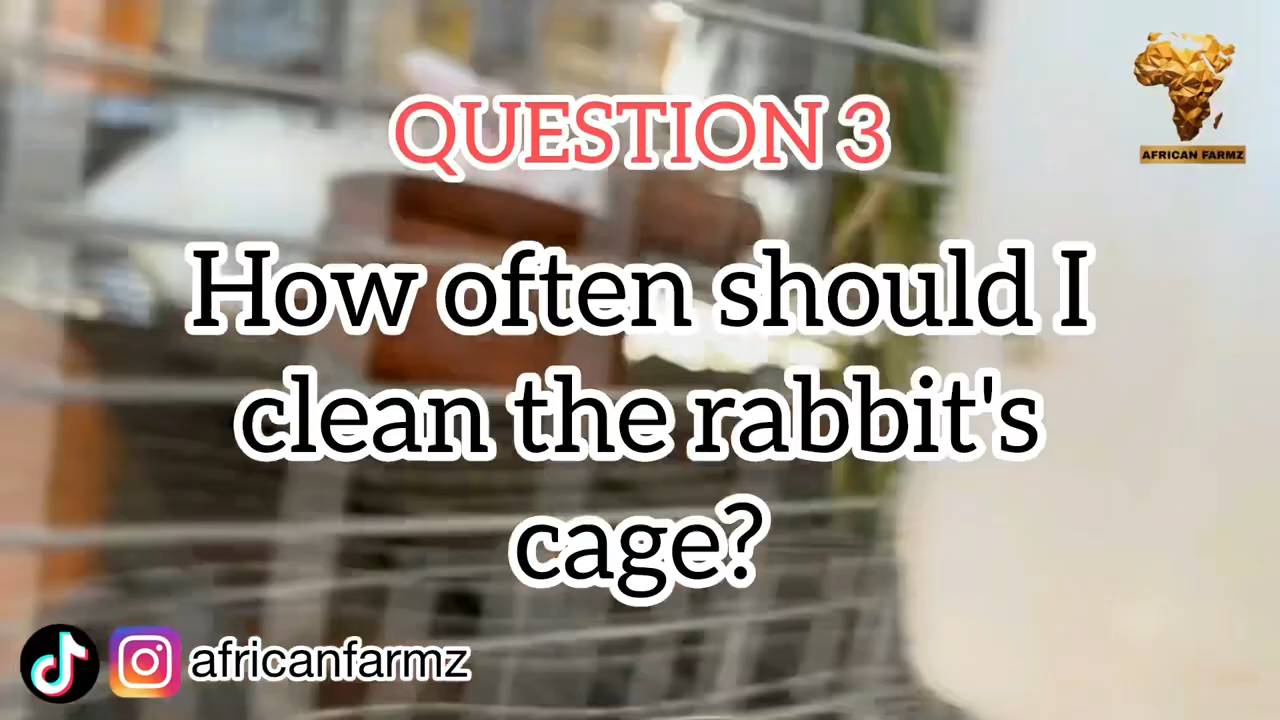 AFRICAN FARMZ
QUESTION 3
How often should I
clean the rabbit's
cage?
africanfarmz